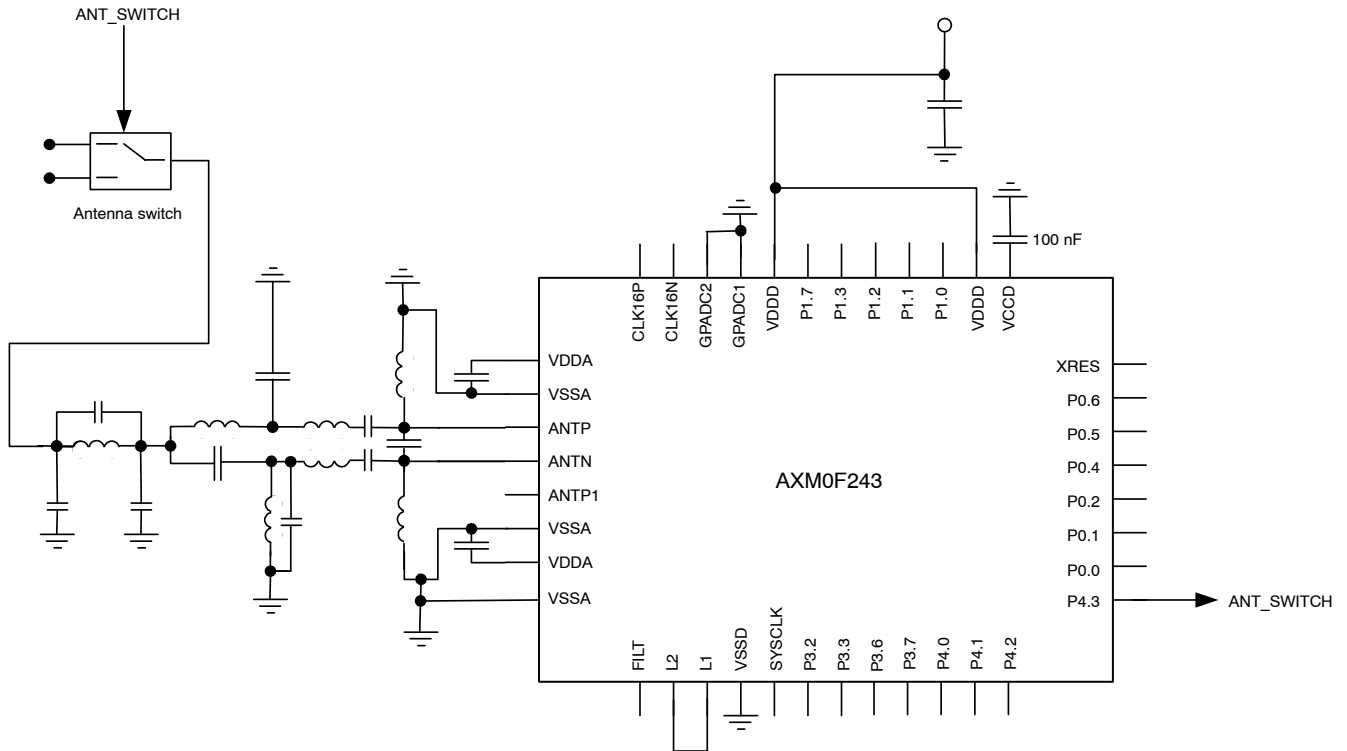 ANT_SWITCH
Antenna switch
100 nF
CLK16P
CLK16N
GPADC2
GPADC1
VDDD
P1.7
P1.3
P1.2
P1.1
P1.0
VDDD
VCCD
VDDA
VSSA
ANTP
ANTN
ANTP1
VSSA
VDDA
VSSA
AXM0F243
XRES
P0.6
P0.5
P0.4
P0.2
P0.1
P0.0
P4.3
ANT_SWITCH
FILT
L2
L1
VSSD
SYSCLK
P3.2
P3.3
P3.6
P3.7
P4.0
P4.1
P4.2